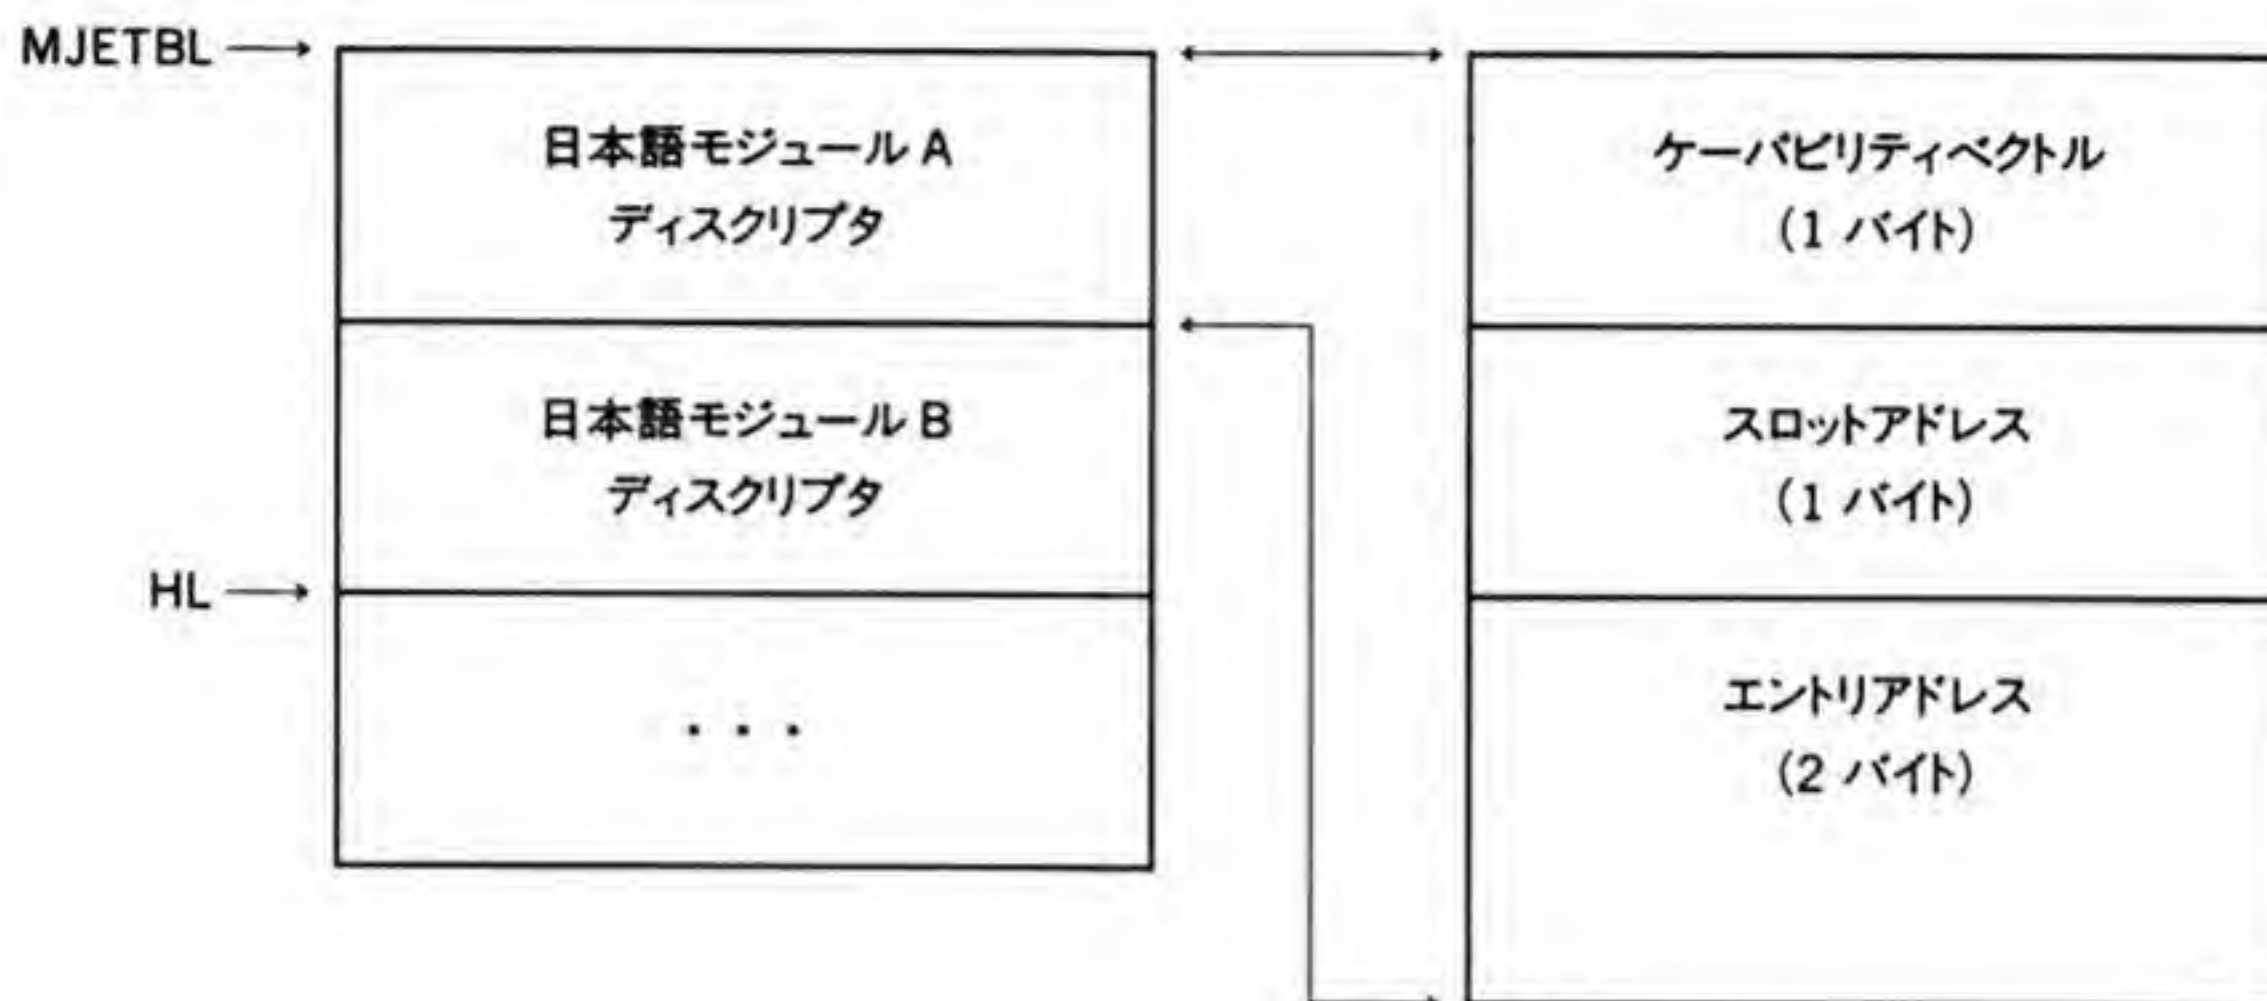 MJETBL
日本語モジュール A
ディスクリプタ
日本語モジュール B
ディスクリプタ
HL
・・・
ケーパビリティベクトル
(1 バイト)
スロットアドレス
(1 バイト)
エントリアドレス
(2 バイト)